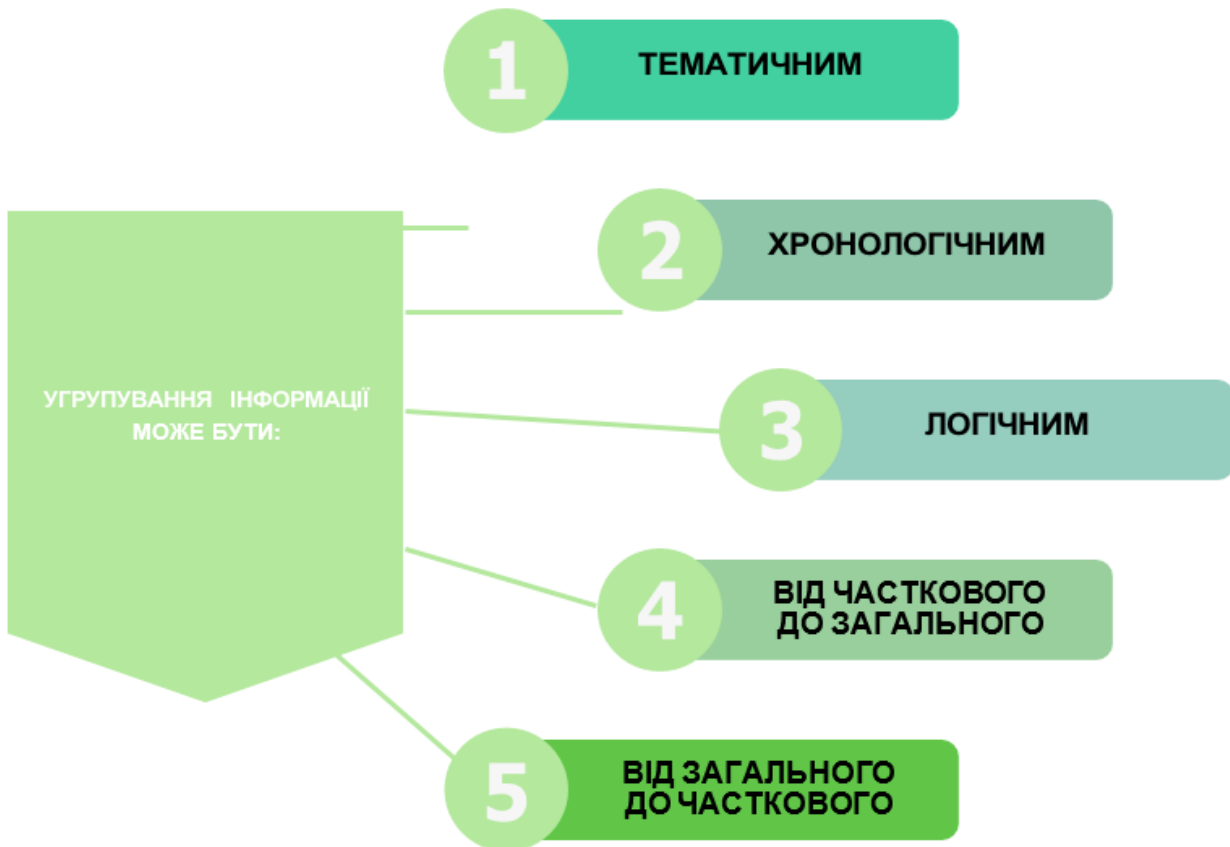 УГРУПУВАННЯ ІНФОРМАЦІЇ
МОЖЕ БУТИ:
1
ТЕМАТИЧНИМ
2
ХРОНОЛОГІЧНИМ
3
ЛОГІЧНИМ
4
ВІД ЧАСТКОВОГО
ДО ЗАГАЛЬНОГО
5
ВІД ЗАГАЛЬНОГО
ДО ЧАСТКОВОГО